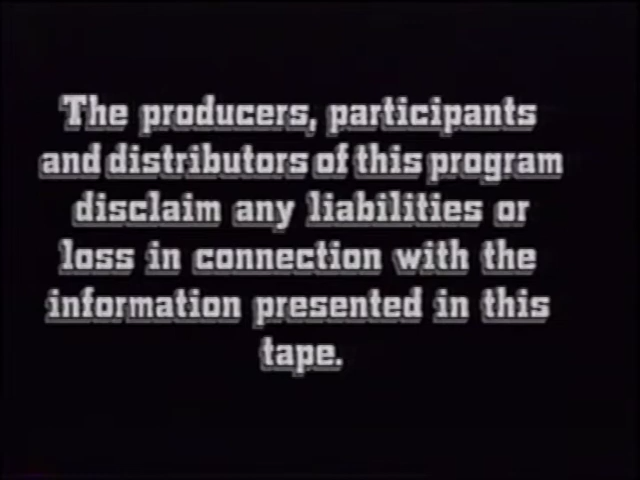 The producers, participants
and distributors of this program
disclaim any liabilities or
loss in connection with the
information presented in this
tape.